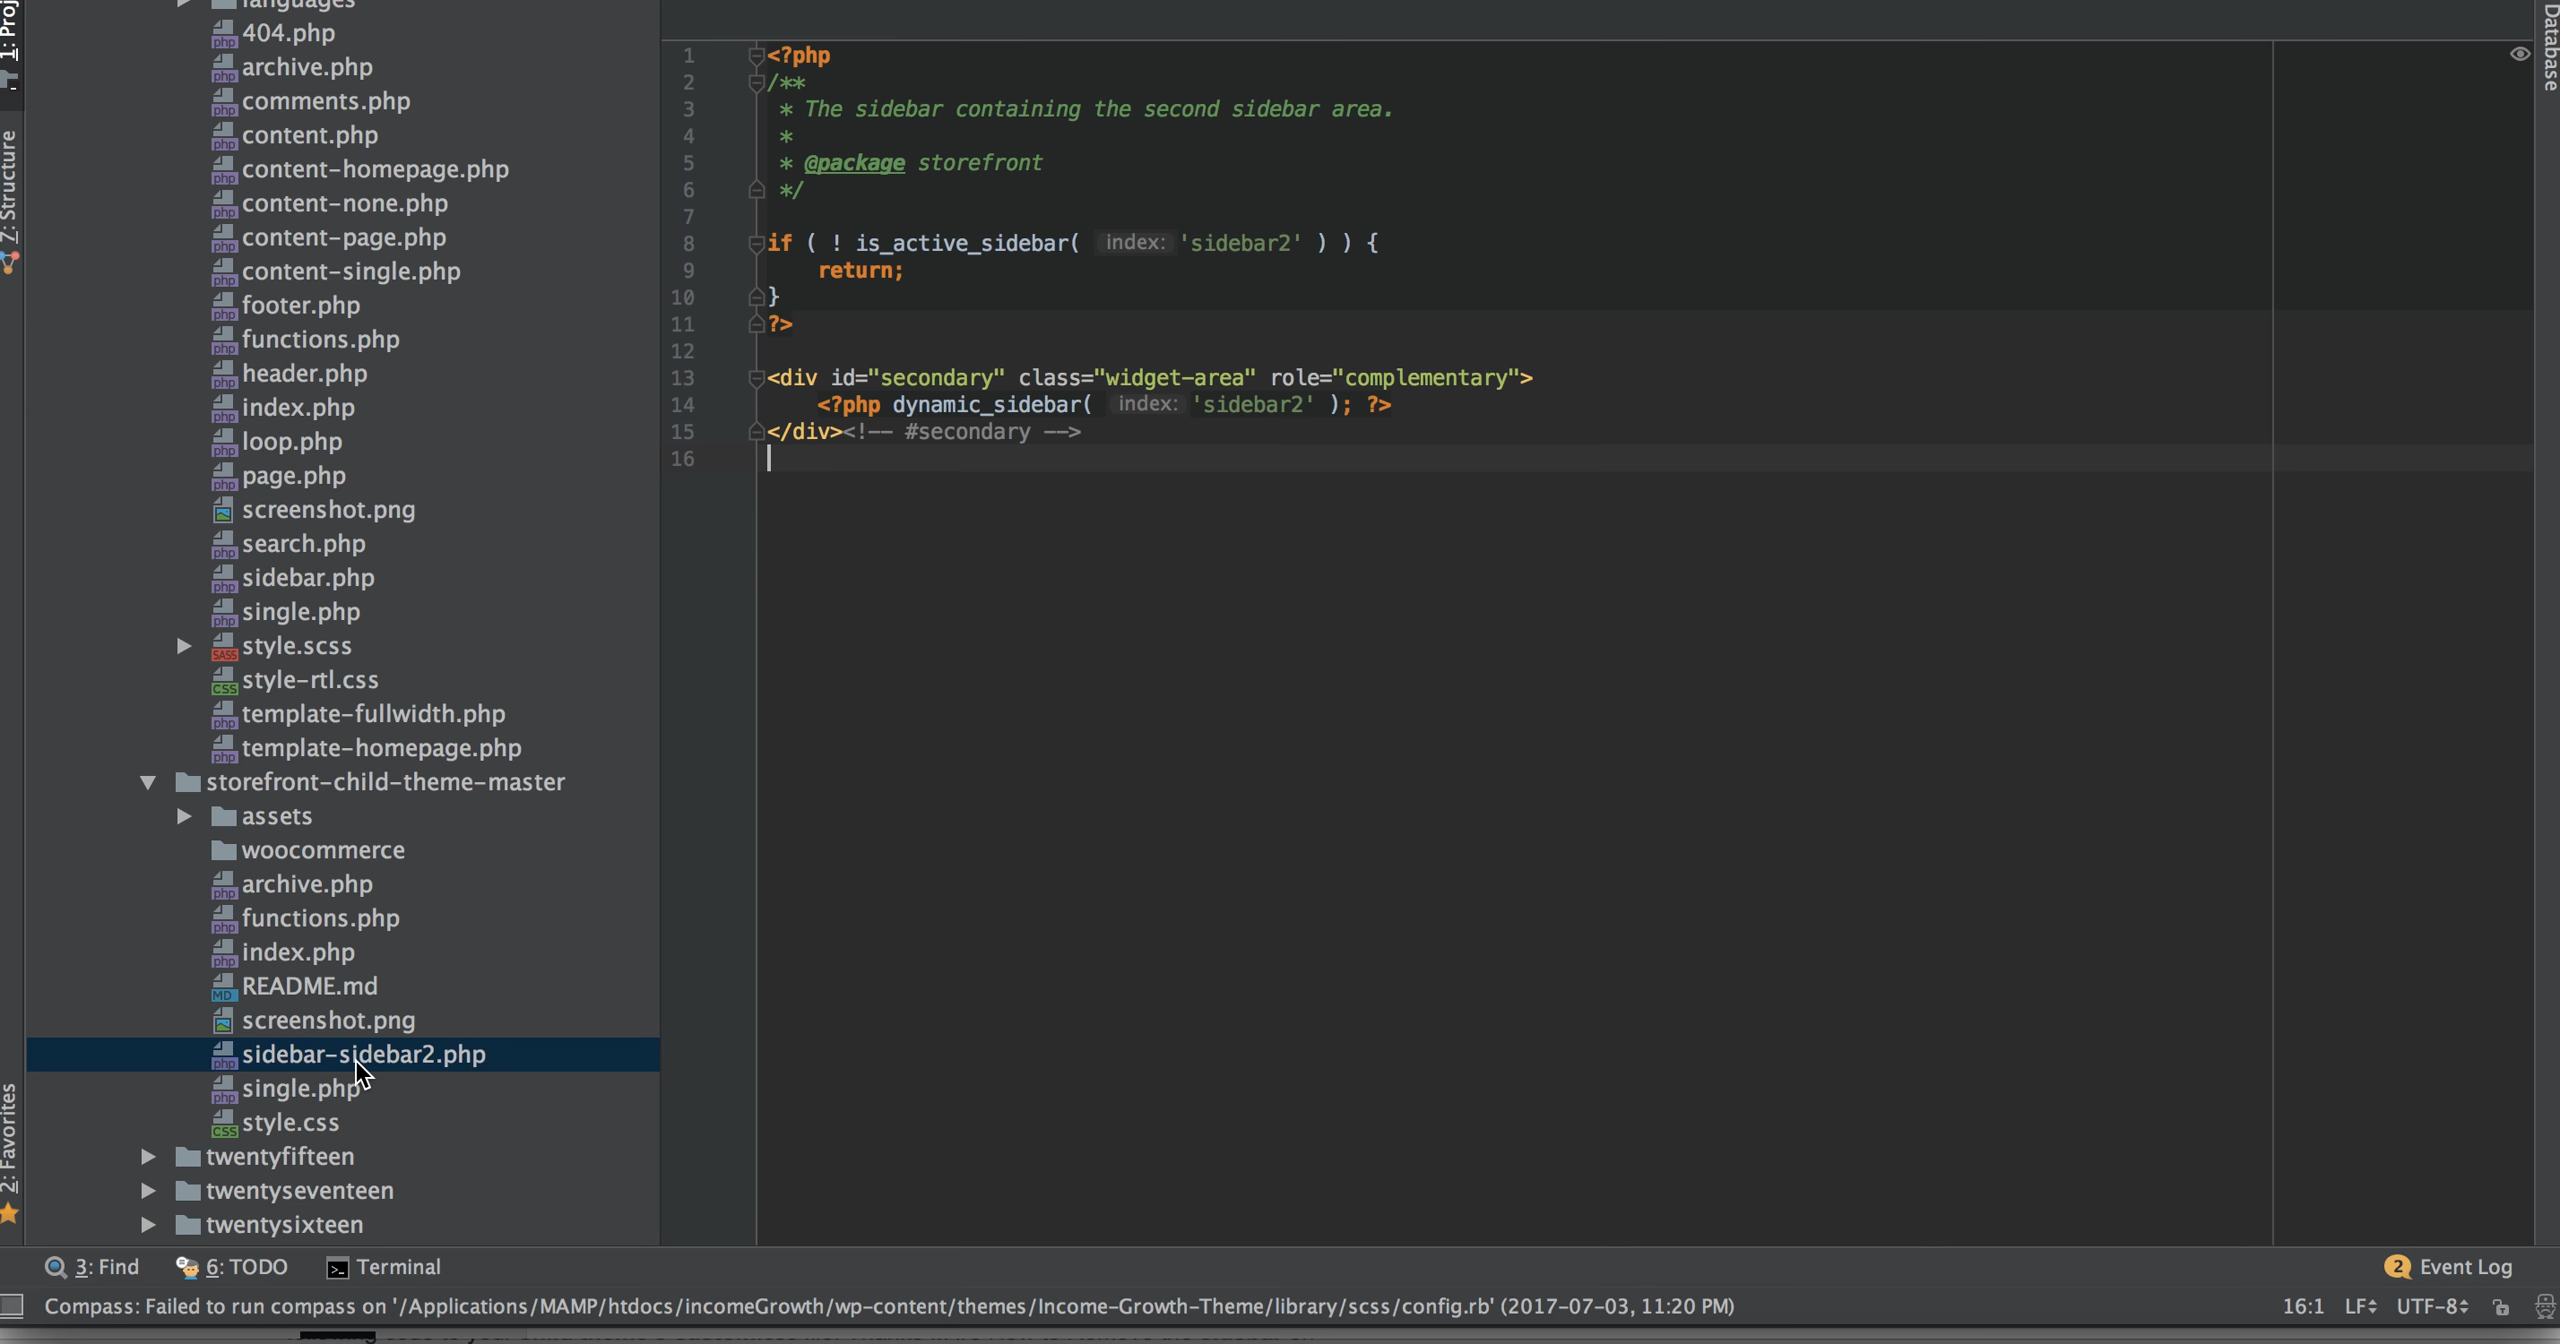 languages
404.php
archive.php
comments.php
content.php
content-homepage.php
content-none.php
content-page.php
content-single.php
footer.php
functions.php
header.php
index.php
loop.php
page.php
screenshot.png
search.php
sidebar.php
single.php
style.scss
style-rtl.css
template-fullwidth.php
template-homepage.php
storefront-child-theme-master
assets
woocommerce
archive.php
functions.php
index.php
README.md
screenshot.png
sidebar-sidebar2.php
single.php
style.css
twentyfifteen
twentyseventeen
twentysixteen
1: Proj
7: Structure
2: Favorites
1 <?php
2 /**
3 * The sidebar containing the second sidebar area.
4 *
5 * @package storefront
6 */
7
8 if ( ! is_active_sidebar( index: 'sidebar2' ) ) {
9 return;
10 }
11 ?>
12
13 <div id="secondary" class="widget-area" role="complementary">
14 <?php dynamic_sidebar( index: 'sidebar2' ); ?>
15 </div><!-- #secondary -->
16
Database
3: Find 6: TODO Terminal 2 Event Log
Compass: Failed to run compass on '/Applications/MAMP/htdocs/incomeGrowth/wp-content/themes/Income-Growth-Theme/library/scss/config.rb' (2017-07-03, 11:20 PM) 16:1 LF UTF-8